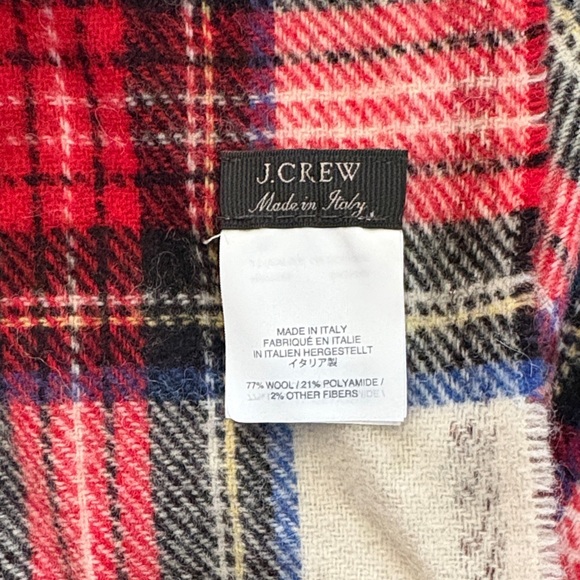 J.CREW
Made in Italy
MADE IN ITALY
FABRIQUÉ EN ITALIE
IN ITALIEN HERGESTELLT
イタリア製
77% WOOL / 21% POLYAMIDE /
2% OTHER FIBERS